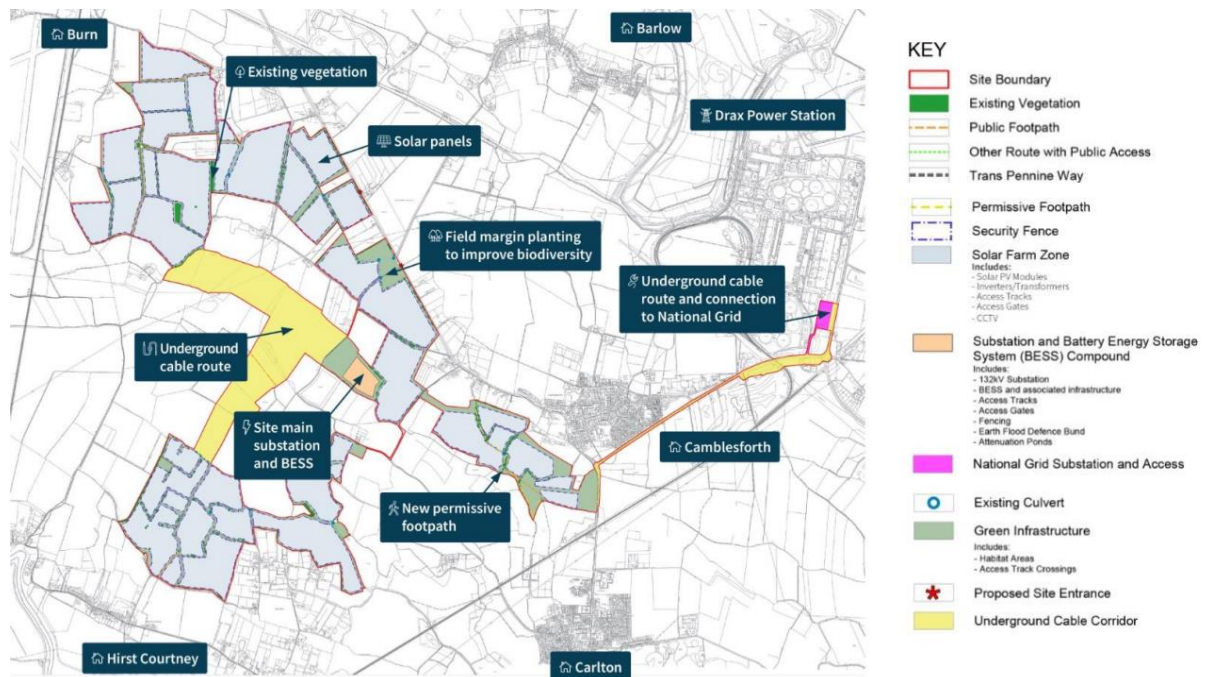 Burn
Barlow
Existing vegetation
Drax Power Station
Solar panels
Field margin planting
to improve biodiversity
Underground cable
route and connection
to National Grid
Underground
cable route
Site main
substation
and BESS
Camblesforth
New permissive
footpath
Hirst Courtney
Carlton
KEY
Site Boundary
Existing Vegetation
Public Footpath
Other Route with Public Access
Trans Pennine Way
Permissive Footpath
Security Fence
Solar Farm Zone
Includes:
- Solar PV Modules
- Inverters/Transformers
- Access Tracks
- Access Gates
- CCTV
Substation and Battery Energy Storage
System (BESS) Compound
Includes:
- 132kV Substation
- BESS and associated infrastructure
- Access Tracks
- Access Gates
- Fencing
- Earth Flood Defence Bund
- Attenuation Ponds
National Grid Substation and Access
Existing Culvert
Green Infrastructure
Includes:
- Habitat Areas
- Access Track Crossings
Proposed Site Entrance
Underground Cable Corridor